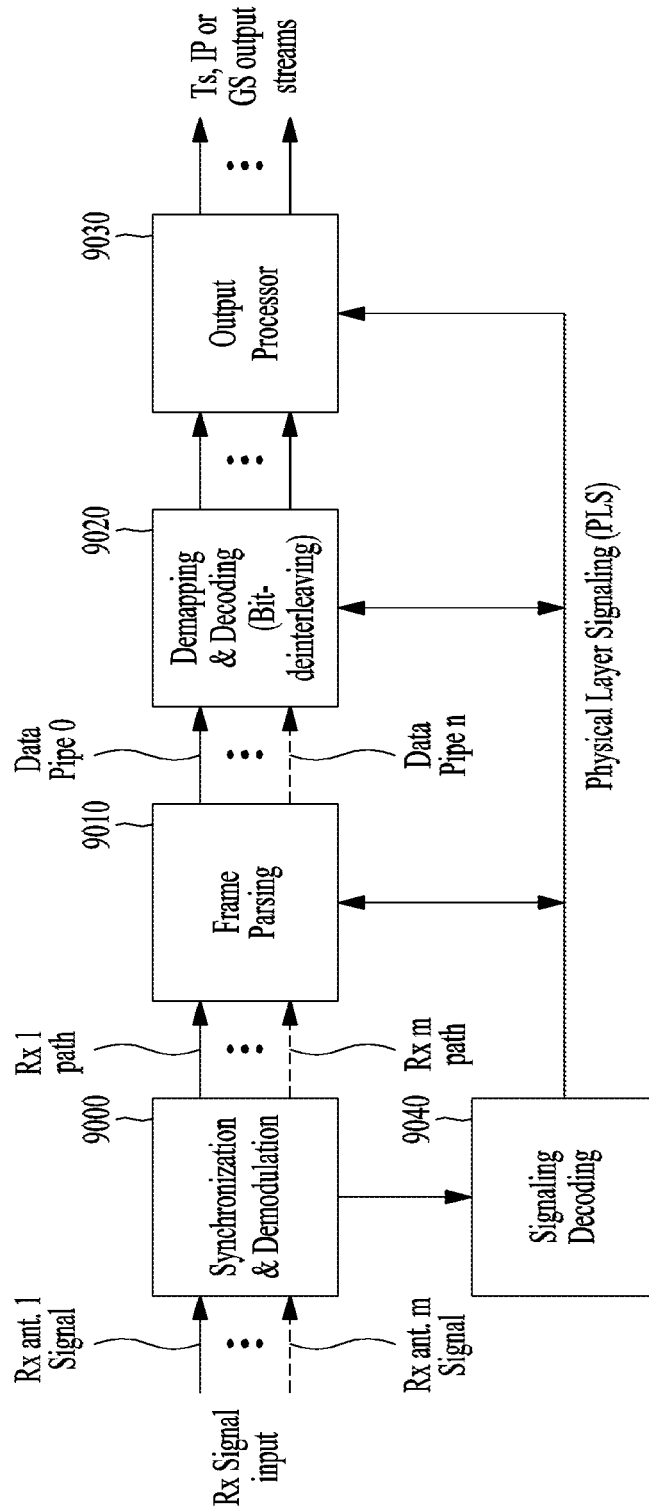 Rx Signal
input
Rx ant. 1
Signal
Rx ant. m
Signal
9000
Synchronization
& Demodulation
Rx 1
path
Rx m
path
9010
Frame
Parsing
Data
Pipe 0
Data
Pipe n
9020
Demapping
& Decoding
(Bit-
deinterleaving)
9030
Output
Processor
Ts, IP or
GS output
streams
9040
Signaling
Decoding
Physical Layer Signaling (PLS)